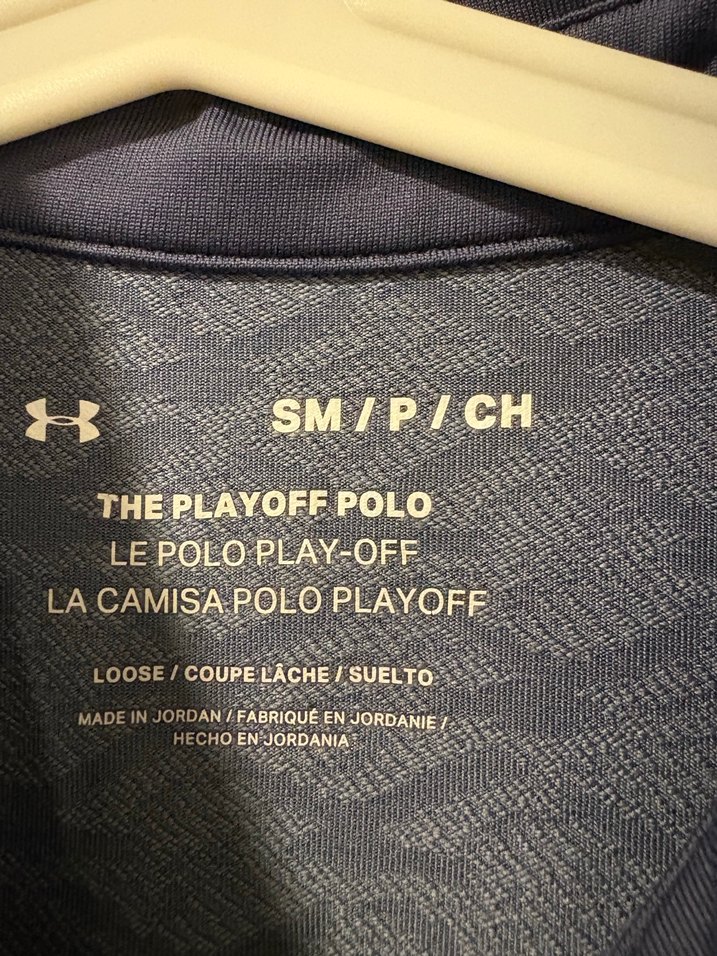 SM / P / CH
THE PLAYOFF POLO
LE POLO PLAY-OFF
LA CAMISA POLO PLAYOFF
LOOSE / COUPE LÂCHE / SUELTO
MADE IN JORDAN / FABRIQUÉ EN JORDANIE /
HECHO EN JORDANIA